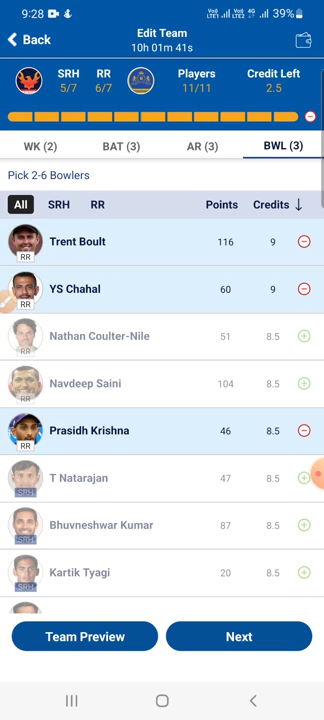 9:28 39%
Edit Team
Back
10h 01m 41s
SRH RR Players Credit Left
5/7 6/7 11/11 2.5
WK (2) BAT (3) AR (3) BWL (3)
Pick 2-6 Bowlers
All SRH RR Points Credits ↓
Trent Boult 116 9
RR
YS Chahal 60 9
RR
Nathan Coulter-Nile 51 8.5
RR
Navdeep Saini 104 8.5
RR
Prasidh Krishna 46 8.5
RR
T Natarajan 47 8.5
SRH
Bhuvneshwar Kumar 87 8.5
SRH
Kartik Tyagi 20 8.5
SRH
Team Preview Next